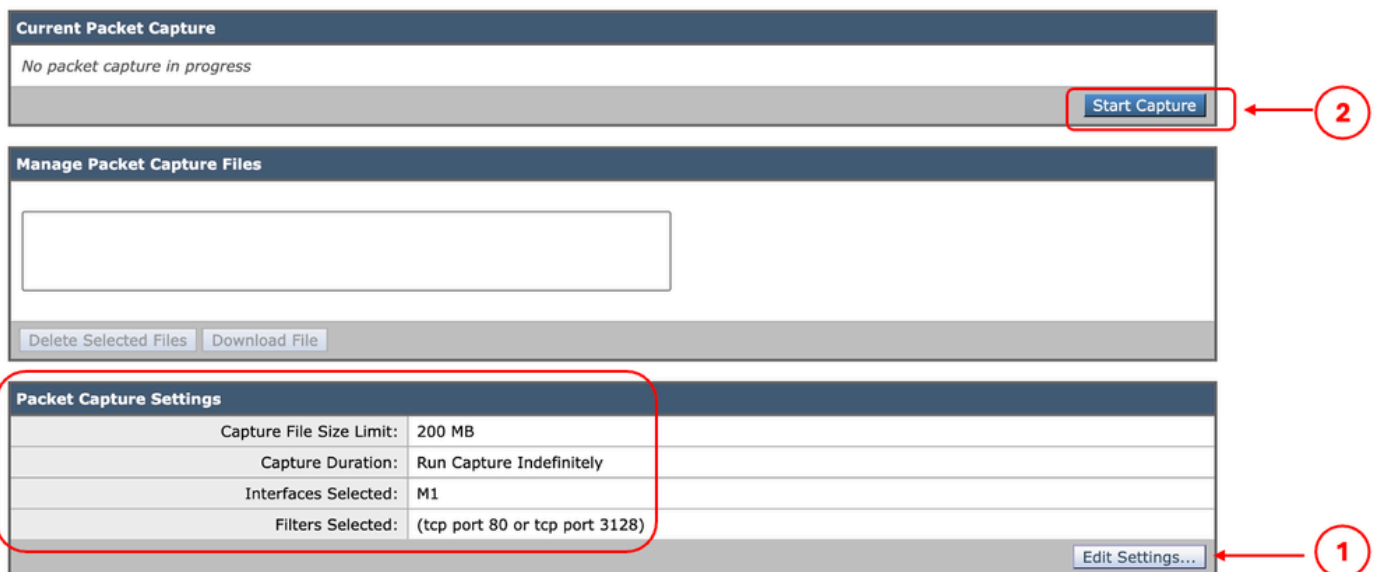 Current Packet Capture
No packet capture in progress
Start Capture
2
Manage Packet Capture Files
Delete Selected Files Download File
Packet Capture Settings
Capture File Size Limit: 200 MB
Capture Duration: Run Capture Indefinitely
Interfaces Selected: M1
Filters Selected: (tcp port 80 or tcp port 3128)
Edit Settings...
1